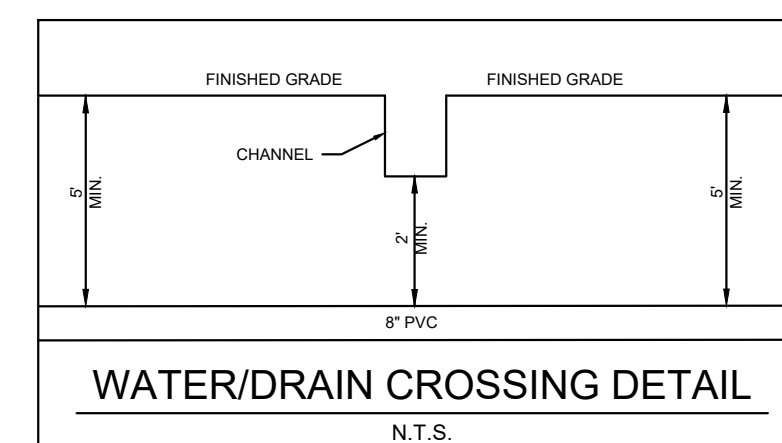 FINISHED GRADE
FINISHED GRADE
CHANNEL
5'
MIN.
2'
MIN.
5'
MIN.
8" PVC
WATER/DRAIN CROSSING DETAIL
N.T.S.